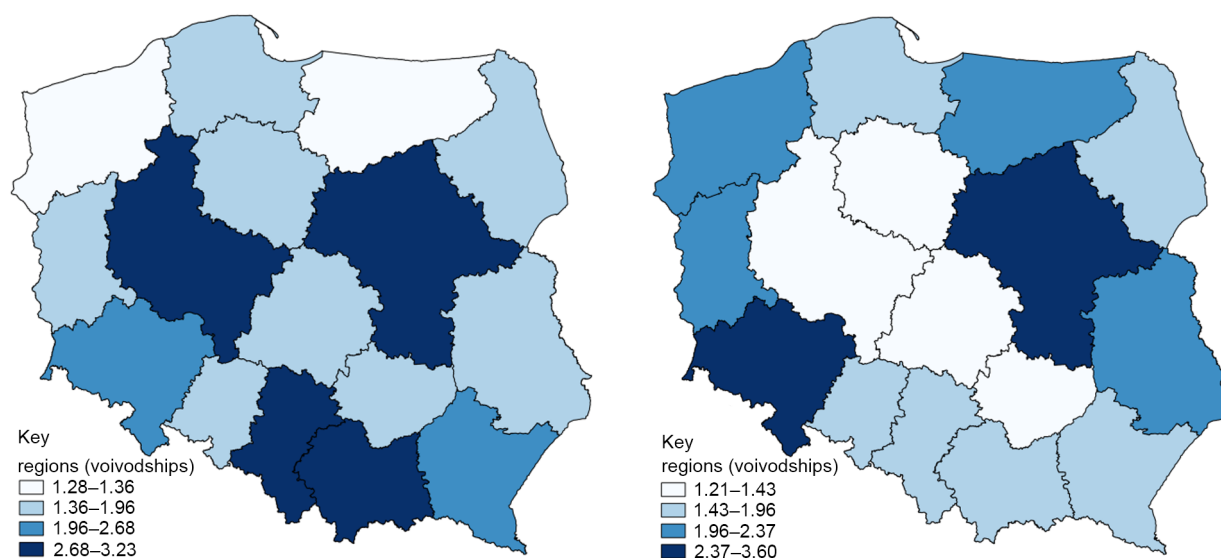 Key
regions (voivodships)
1.28–1.36
1.36–1.96
1.96–2.68
2.68–3.23
Key
regions (voivodships)
1.21–1.43
1.43–1.96
1.96–2.37
2.37–3.60